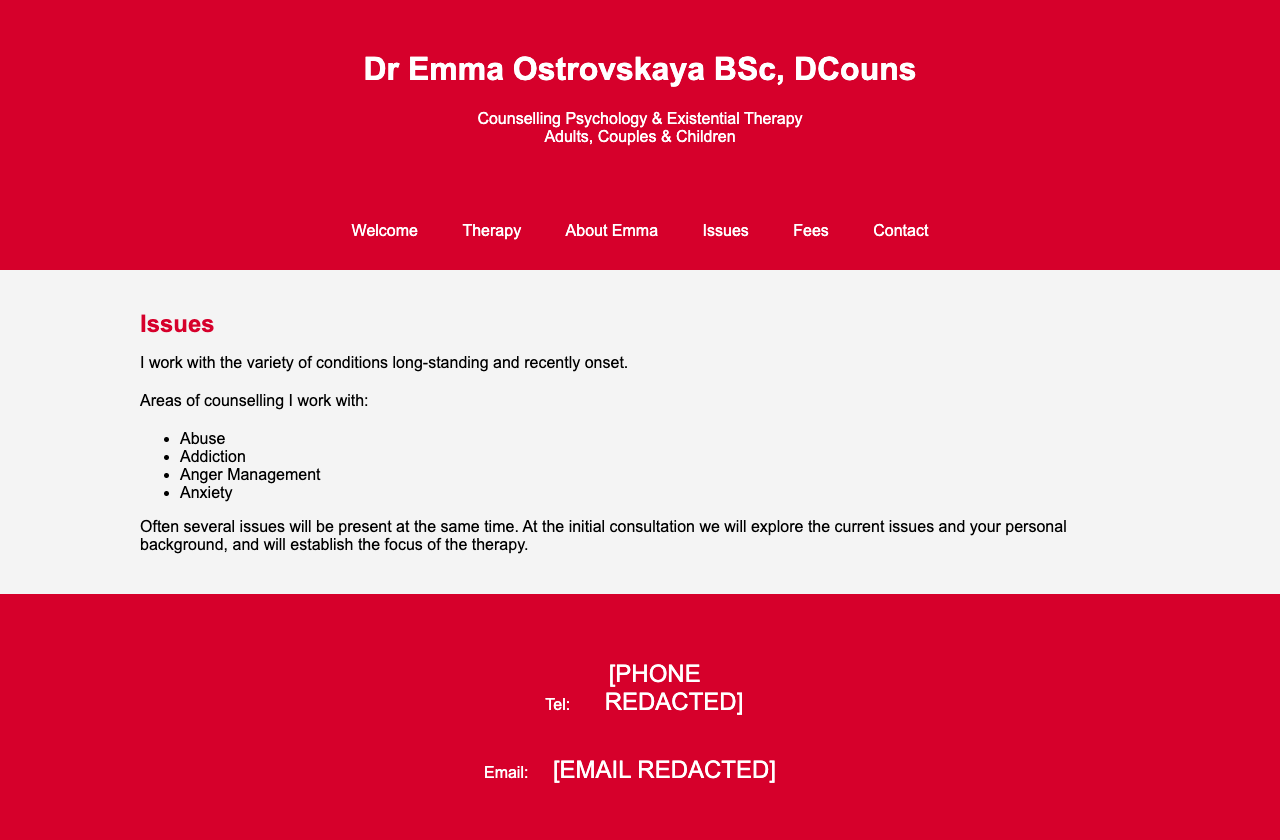 Dr Emma Ostrovskaya BSc, DCouns
Counselling Psychology & Existential Therapy
Adults, Couples & Children
Welcome Therapy About Emma Issues Fees Contact
Issues
I work with the variety of conditions long-standing and recently onset.
Areas of counselling I work with:
• Abuse
• Addiction
• Anger Management
• Anxiety
Often several issues will be present at the same time. At the initial consultation we will explore the current issues and your personal
background, and will establish the focus of the therapy.
Tel: [PHONE
REDACTED]
Email: [EMAIL REDACTED]